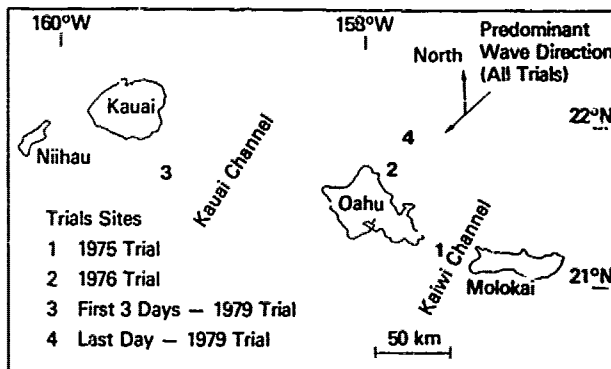 160°W
158°W
Predominant
Wave Direction
(All Trials)
North
Kauai
22°N
Niihau
4
3
Kauai Channel
2
Oahu
Trials Sites
1 1975 Trial
2 1976 Trial
3 First 3 Days – 1979 Trial
4 Last Day – 1979 Trial
1
Kaiwi Channel
Molokai
21°N
50 km